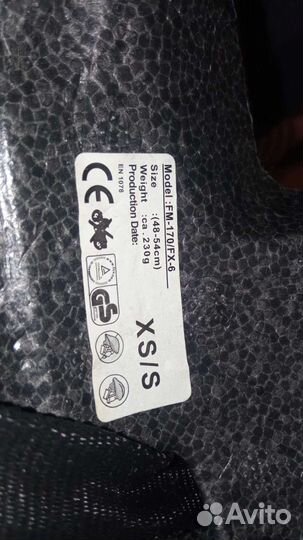 Model :FM-170/FX-6
Size :(48-54cm)
Weight :ca.230g
Production Date:
XS/S
EN 1078
CE
GS
Avito